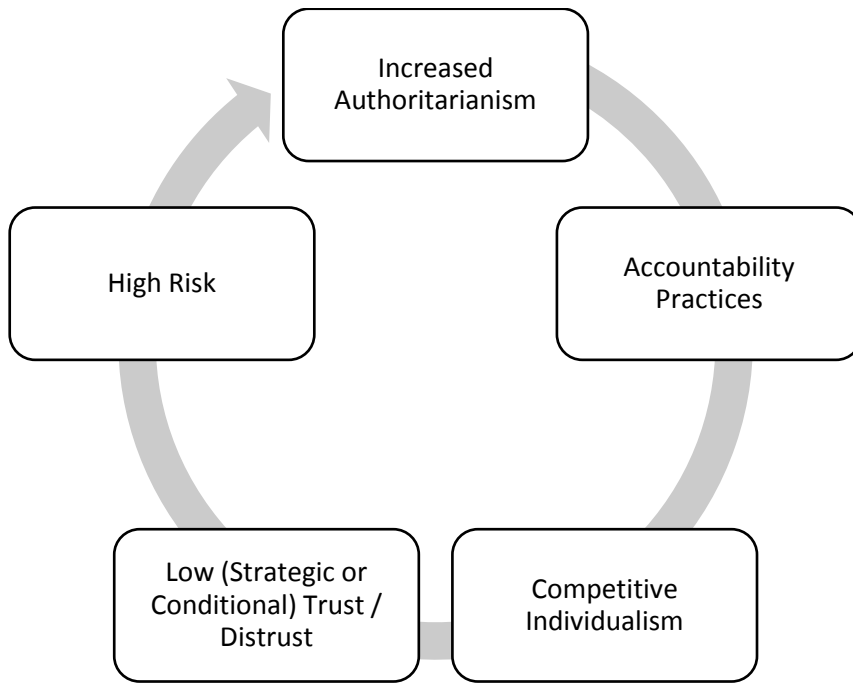 Increased
Authoritarianism
Accountability
Practices
Competitive
Individualism
Low (Strategic or
Conditional) Trust /
Distrust
High Risk